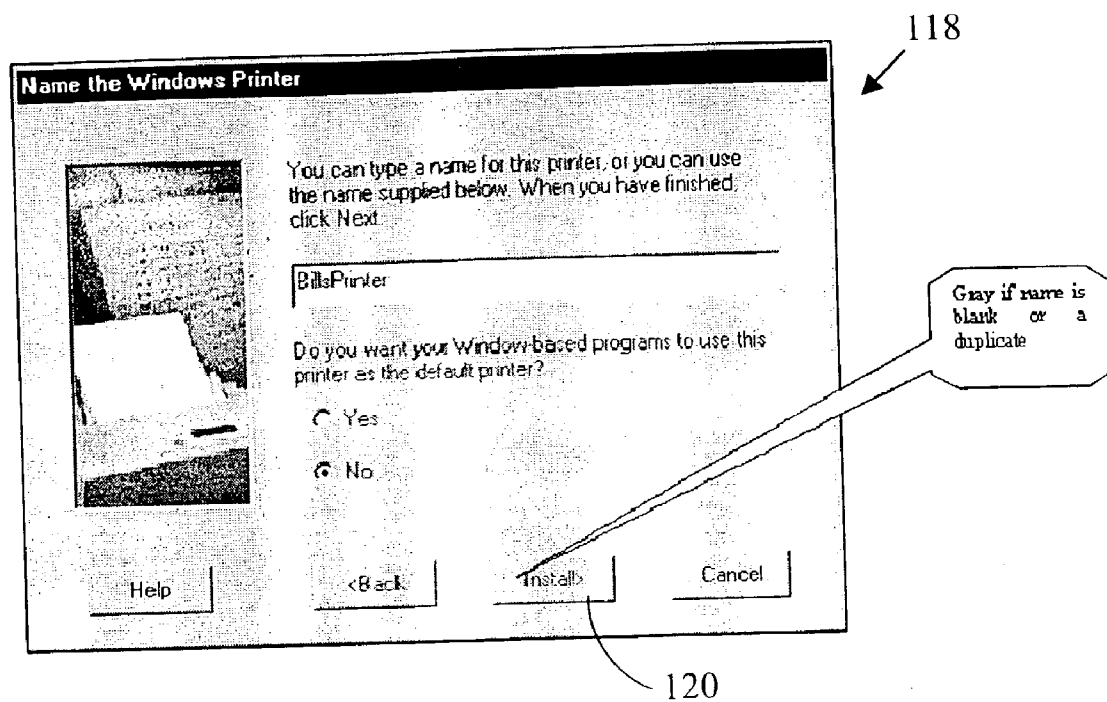 118
Name the Windows Printer
You can type a name for this printer, or you can use
the name supplied below. When you have finished,
click Next
BillsPrinter
Do you want your Window-based programs to use this
printer as the default printer?
Yes
No
Gray if name is
blank or a
duplicate
Help
<Back
Install>
Cancel
120